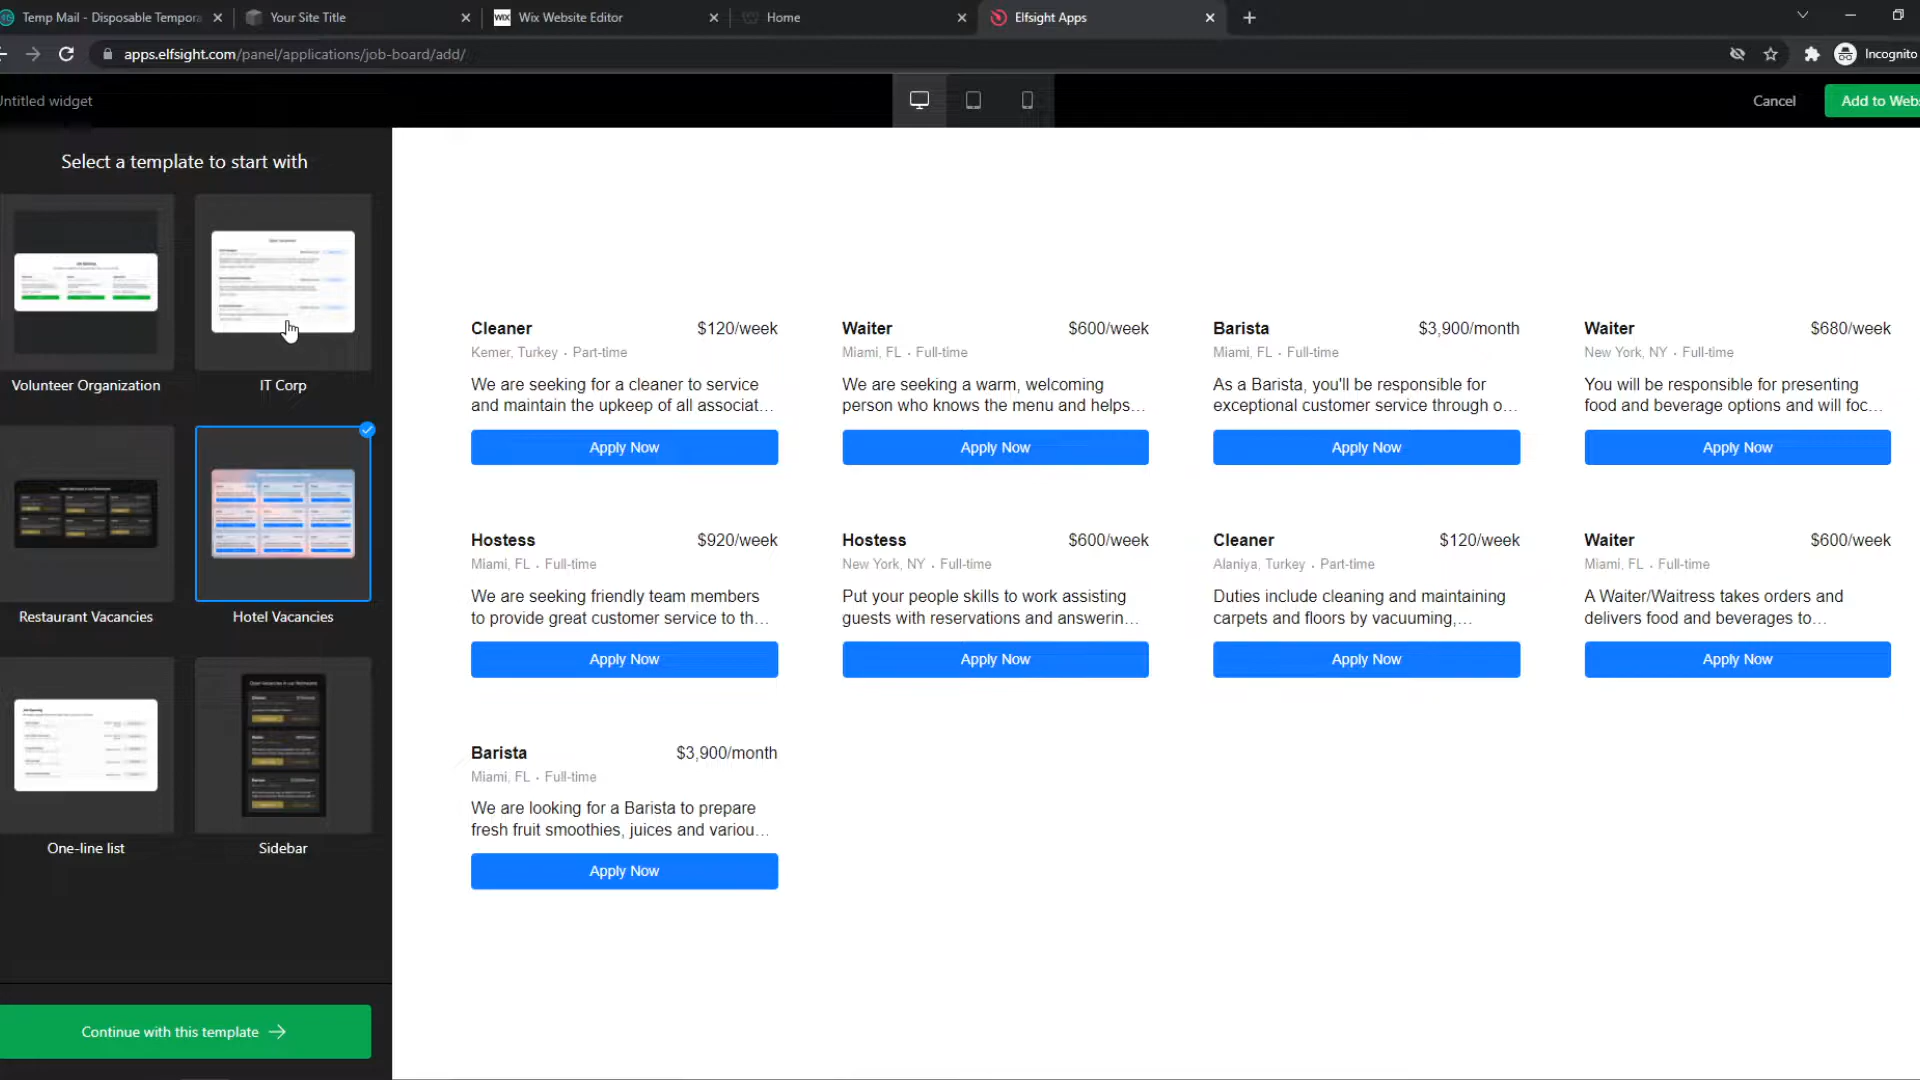 Temp Mail - Disposable Tempora
Your Site Title
WIX
Wix Website Editor
Home
Elfsight Apps
apps.elfsight.com/panel/applications/job-board/add/
Incognito
Untitled widget
Cancel
Add to Webs
Select a template to start with
Volunteer Organization
IT Corp
Restaurant Vacancies
Hotel Vacancies
One-line list
Sidebar
Continue with this template
Cleaner $120/week
Kemer, Turkey · Part-time
We are seeking for a cleaner to service
and maintain the upkeep of all associat...
Apply Now
Waiter $600/week
Miami, FL · Full-time
We are seeking a warm, welcoming
person who knows the menu and helps...
Apply Now
Barista $3,900/month
Miami, FL · Full-time
As a Barista, you'll be responsible for
exceptional customer service through o...
Apply Now
Waiter $680/week
New York, NY · Full-time
You will be responsible for presenting
food and beverage options and will foc...
Apply Now
Hostess $920/week
Miami, FL · Full-time
We are seeking friendly team members
to provide great customer service to th...
Apply Now
Hostess $600/week
New York, NY · Full-time
Put your people skills to work assisting
guests with reservations and answerin...
Apply Now
Cleaner $120/week
Alaniya, Turkey · Part-time
Duties include cleaning and maintaining
carpets and floors by vacuuming,...
Apply Now
Waiter $600/week
Miami, FL · Full-time
A Waiter/Waitress takes orders and
delivers food and beverages to...
Apply Now
Barista $3,900/month
Miami, FL · Full-time
We are looking for a Barista to prepare
fresh fruit smoothies, juices and variou...
Apply Now